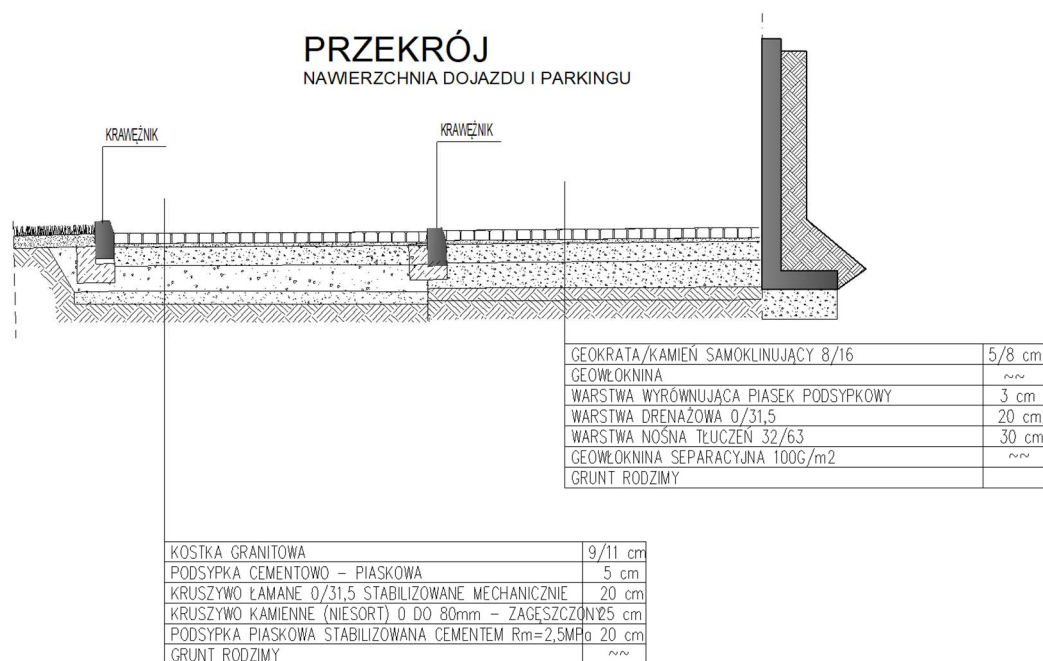 PRZEKRÓJ
NAWIERZCHNIA DOJAZDU I PARKINGU
KRAWĘŻNIK
KRAWĘŻNIK
GEOKRATA/KAMIEŃ SAMOKLINUJĄCY 8/16 5/8 cm
GEOWŁOKNINA ~~
WARSTWA WYRÓWNUJĄCA PIASEK PODSYPKOWY 3 cm
WARSTWA DRENAŻOWA 0/31,5 20 cm
WARSTWA NOŚNA TŁUCZEŃ 32/63 30 cm
GEOWŁOKNINA SEPARACYJNA 100G/m2 ~~
GRUNT RODZIMY
KOSTKA GRANITOWA 9/11 cm
PODSYPKA CEMENTOWO – PIASKOWA 5 cm
KRUSZYWO ŁAMANE 0/31,5 STABILIZOWANE MECHANICZNIE 20 cm
KRUSZYWO KAMIENNE (NIESORT) 0 DO 80mm – ZAGĘSZCZONY 25 cm
PODSYPKA PIASKOWA STABILIZOWANA CEMENTEM Rm=2,5MPa 20 cm
GRUNT RODZIMY ~~